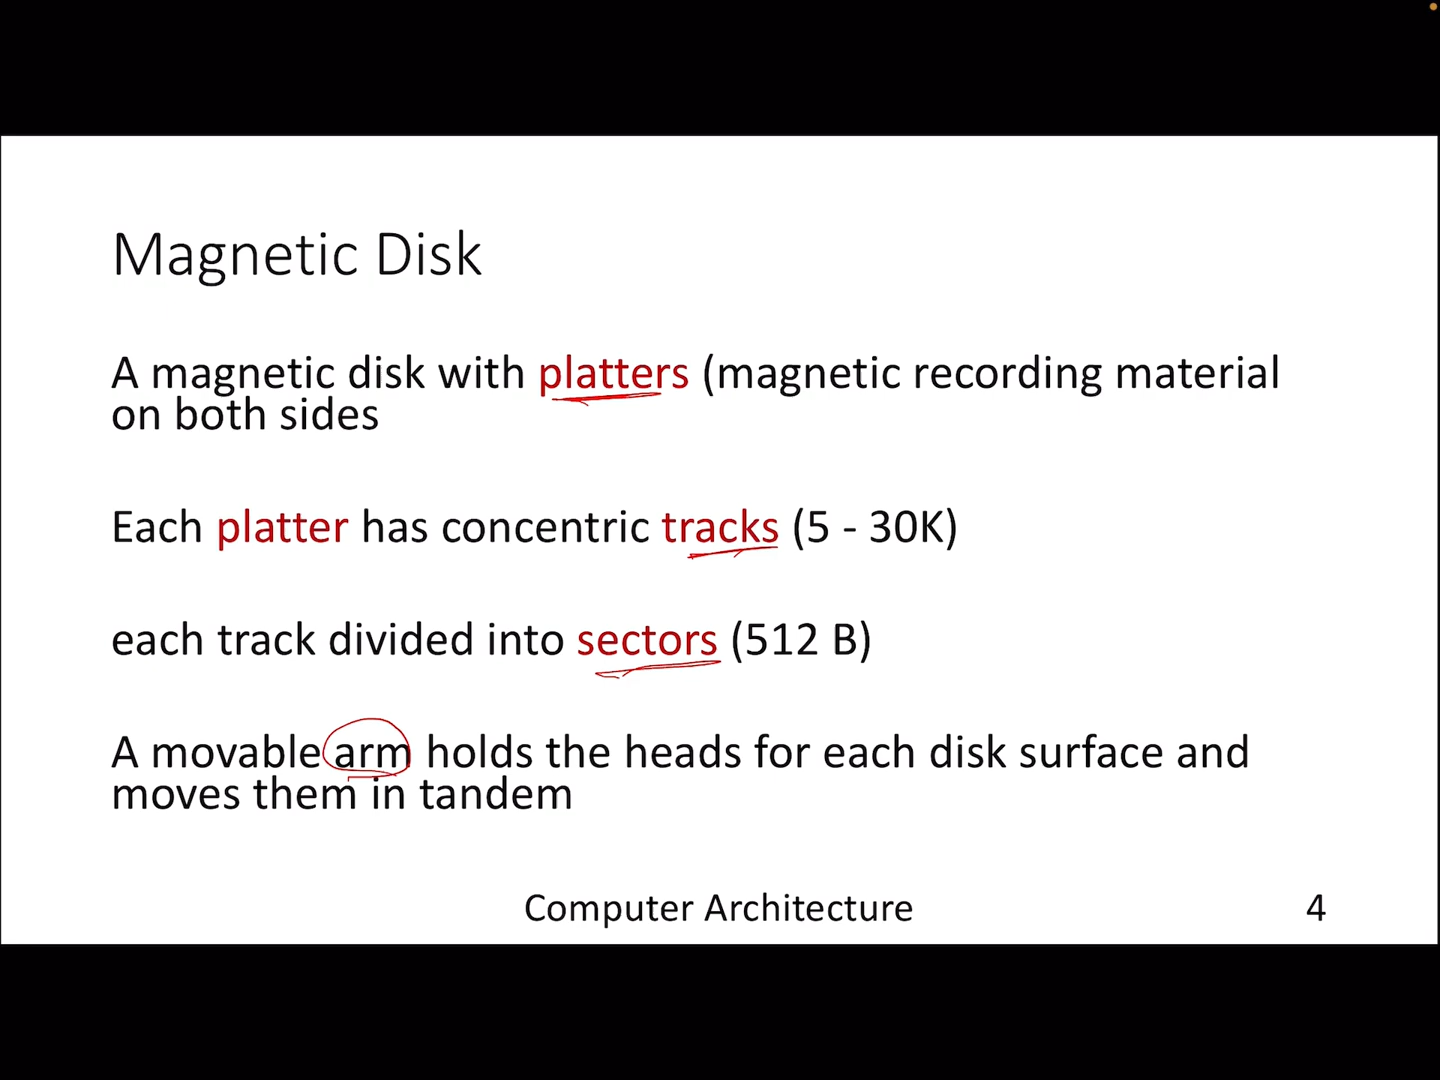 Magnetic Disk
A magnetic disk with platters (magnetic recording material
on both sides
Each platter has concentric tracks (5 - 30K)
each track divided into sectors (512 B)
A movable arm holds the heads for each disk surface and
moves them in tandem
Computer Architecture
4